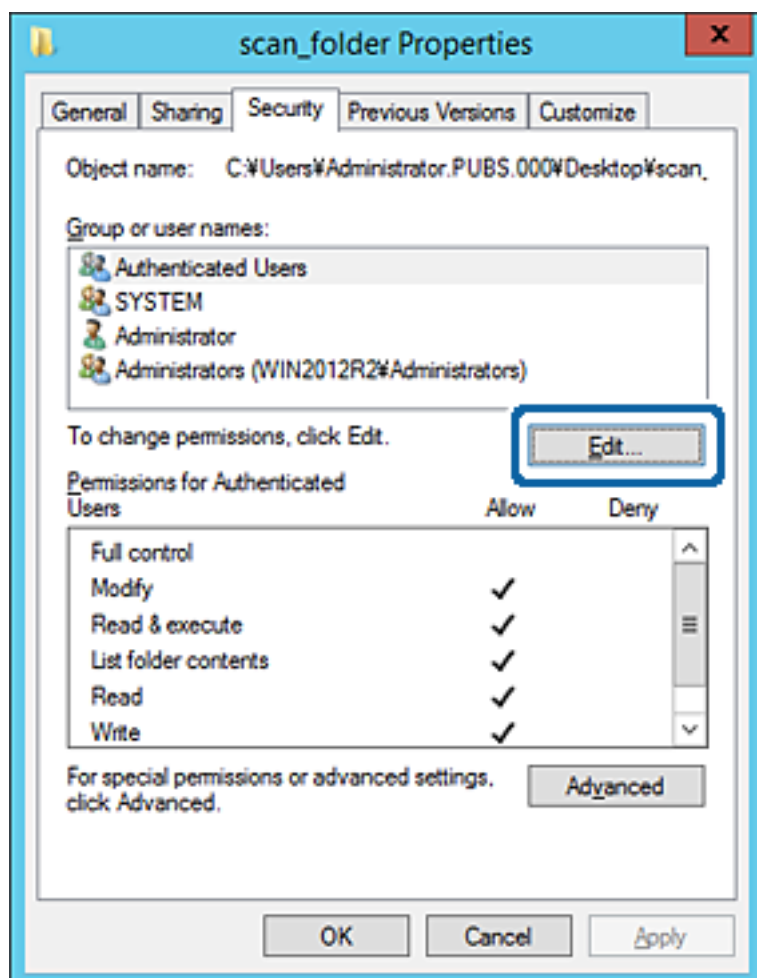 scan_folder Properties
x
General Sharing Security Previous Versions Customize
Object name: C:¥Users¥Administrator.PUBS.000¥Desktop¥scan_
Group or user names:
Authenticated Users
SYSTEM
Administrator
Administrators (WIN2012R2¥Administrators)
To change permissions, click Edit.
Edit...
Permissions for Authenticated
Users Allow Deny
Full control
Modify
Read & execute
List folder contents
Read
Write
For special permissions or advanced settings,
click Advanced.
Advanced
OK Cancel Apply